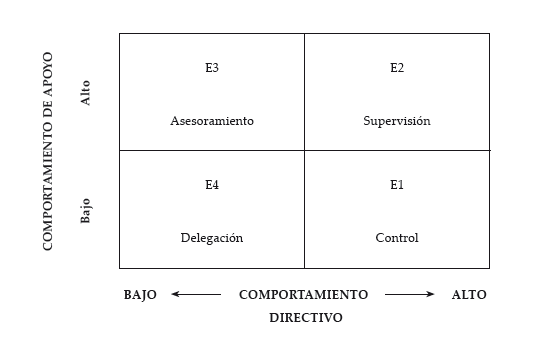 COMPORTAMIENTO DE APOYO
Alto
Bajo
E3
E2
Asesoramiento
Supervisión
E4
E1
Delegación
Control
BAJO
COMPORTAMIENTO
ALTO
DIRECTIVO